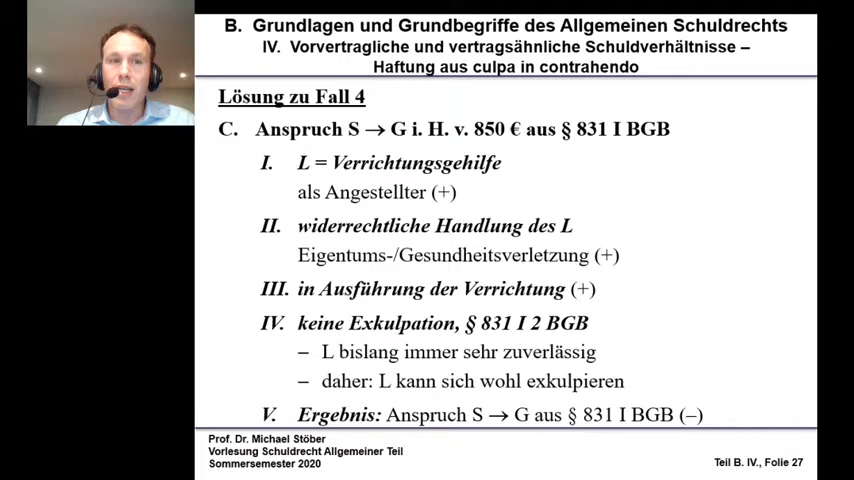 B. Grundlagen und Grundbegriffe des Allgemeinen Schuldrechts
IV. Vorvertragliche und vertragsähnliche Schuldverhältnisse –
Haftung aus culpa in contrahendo
Lösung zu Fall 4
C. Anspruch S → G i. H. v. 850 € aus § 831 I BGB
I. L = Verrichtungsgehilfe
als Angestellter (+)
II. widerrechtliche Handlung des L
Eigentums-/Gesundheitsverletzung (+)
III. in Ausführung der Verrichtung (+)
IV. keine Exkulpation, § 831 I 2 BGB
– L bislang immer sehr zuverlässig
– daher: L kann sich wohl exkulpieren
V. Ergebnis: Anspruch S → G aus § 831 I BGB (–)
Prof. Dr. Michael Stöber
Vorlesung Schuldrecht Allgemeiner Teil
Sommersemester 2020
Teil B. IV., Folie 27